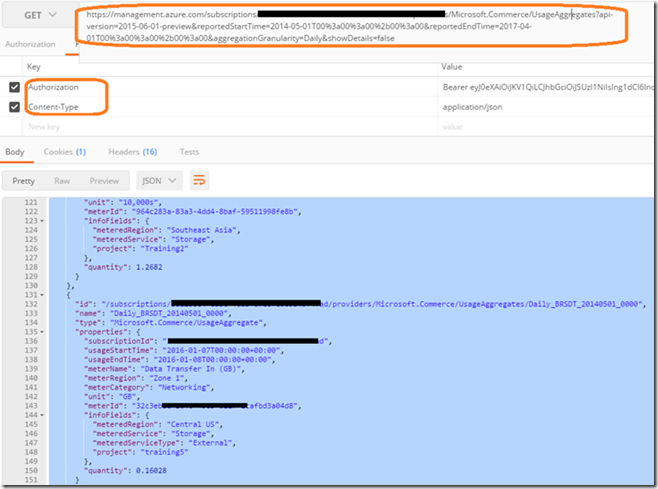 GET
https://management.azure.com/subscriptions s/Microsoft.Commerce/UsageAggregates?api-
version=2015-06-01-preview&reportedStartTime=2014-05-01T00%3a00%3a00%2b00%3a00&reportedEndTime=2017-04-
01T00%3a00%3a00%2b00%3a00&aggregationGranularity=Daily&showDetails=false
Authorization
Key Value
Authorization Bearer
Content-Type application/json
New key value
Body Cookies (1) Headers (16) Tests
Pretty Raw Preview JSON
121 "unit": "10,000s",
122 "meterId": "964c283a-83a3-4dd4-8baf-59511998fe8b",
123 "infoFields": {
124 "meteredRegion": "Southeast Asia",
125 "meteredService": "Storage",
126 "project": "Training2"
127 },
128 "quantity": 1.2682
129 }
130 },
131 {
132 "id": "/subscriptions/ ad/providers/Microsoft.Commerce/UsageAggregates/Daily_BRSDT_20140501_0000",
133 "name": "Daily_BRSDT_20140501_0000",
134 "type": "Microsoft.Commerce/UsageAggregate",
135 "properties": {
136 "subscriptionId": " d",
137 "usageStartTime": "2016-01-07T00:00:00+00:00",
138 "usageEndTime": "2016-01-08T00:00:00+00:00",
139 "meterName": "Data Transfer In (GB)",
140 "meterRegion": "Zone 1",
141 "meterCategory": "Networking",
142 "unit": "GB",
143 "meterId": "32c3eb afbd3a04d8",
144 "infoFields": {
145 "meteredRegion": "Central US",
146 "meteredService": "Storage",
147 "meteredServiceType": "External",
148 "project": "training5"
149 },
150 "quantity": 0.16028
151 }